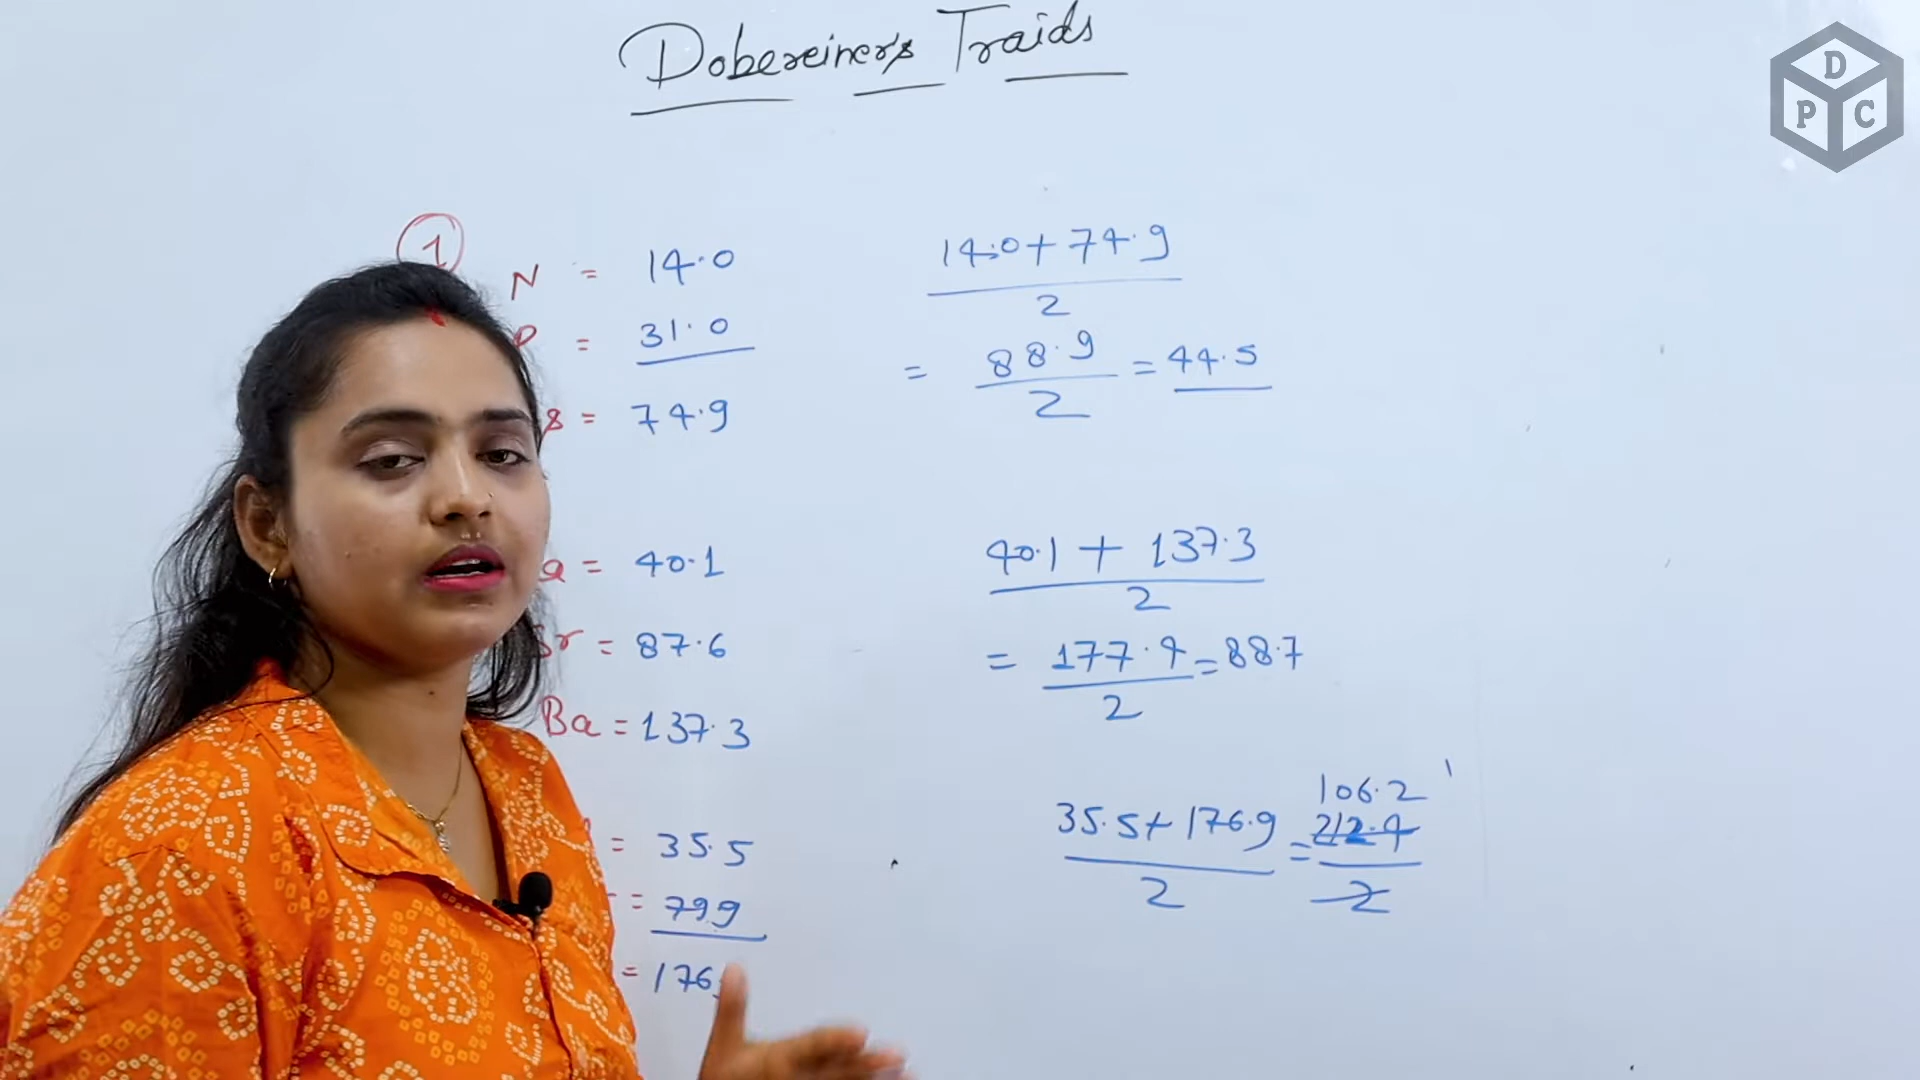 Dobereiner's Traids
D
P C
1
N = 14.0
P = 31.0
= 74.9
14.0 + 74.9
2
= 88.9 = 44.5
2
a = 40.1
Sr = 87.6
Ba = 137.3
40.1 + 137.3
2
= 177.4 = 88.7
2
= 35.5
= 79.9
= 176.
35.5 + 176.9 = 212.4
2 2
106.2